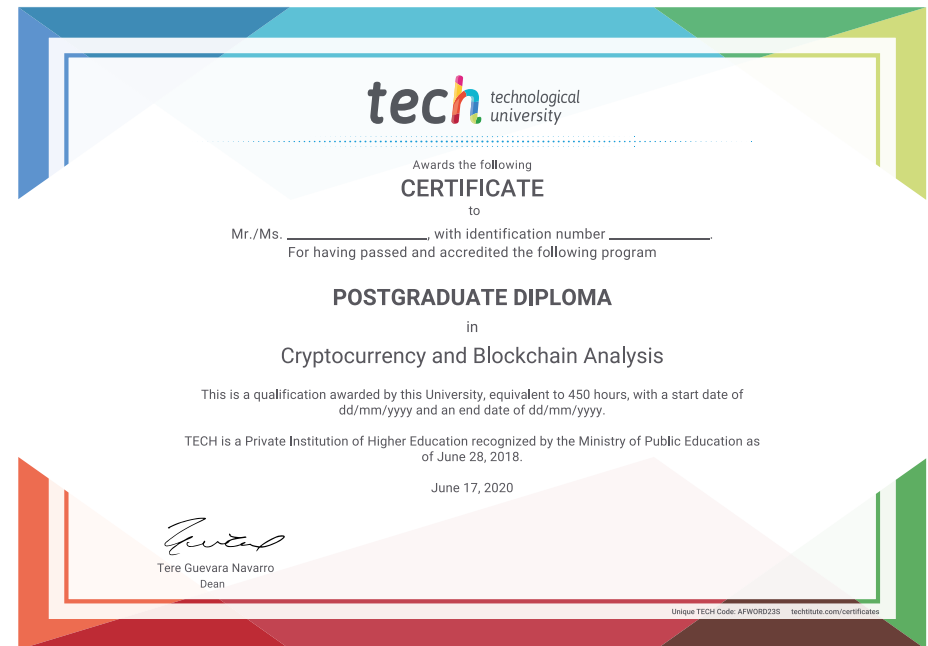 tech technological
university
Awards the following
CERTIFICATE
to
Mr./Ms. ____________________, with identification number ______________.
For having passed and accredited the following program
POSTGRADUATE DIPLOMA
in
Cryptocurrency and Blockchain Analysis
This is a qualification awarded by this University, equivalent to 450 hours, with a start date of
dd/mm/yyyy and an end date of dd/mm/yyyy.
TECH is a Private Institution of Higher Education recognized by the Ministry of Public Education as
of June 28, 2018.
June 17, 2020
Tere Guevara Navarro
Dean
Unique TECH Code: AFWORD23S techtitute.com/certificates